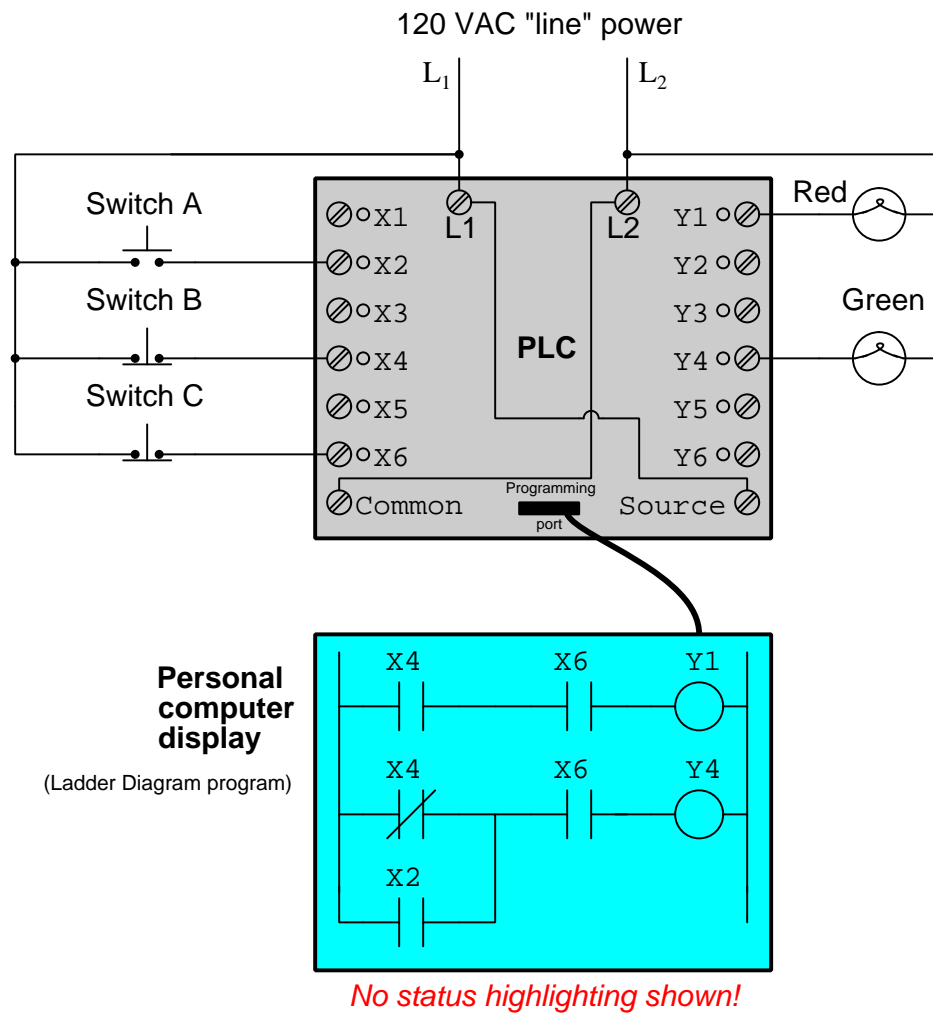 120 VAC "line" power
L1 L2
Switch A
Switch B
Switch C
X1
X2
X3
X4
X5
X6
Common
L1
L2
PLC
Programming
port
Y1
Y2
Y3
Y4
Y5
Y6
Source
Red
Green
Personal
computer
display
(Ladder Diagram program)
X4 X6 Y1
X4 X6 Y4
X2
No status highlighting shown!